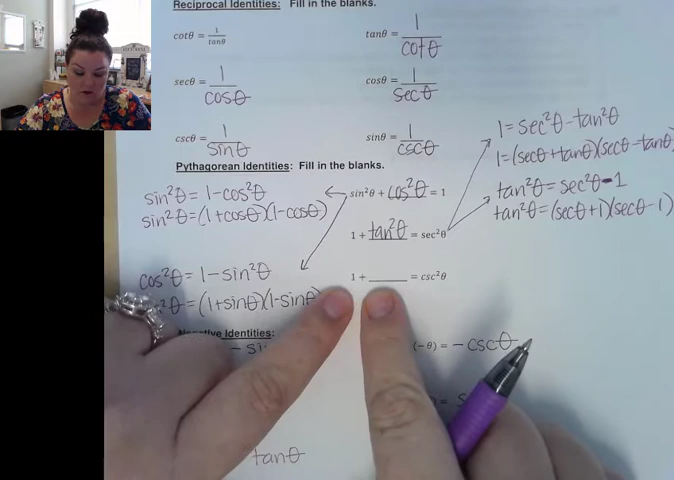 Reciprocal Identities: Fill in the blanks.
cotθ = 1/tanθ
tanθ = 1/cotθ
secθ = 1/cosθ
cosθ = 1/secθ
cscθ = 1/sinθ
sinθ = 1/cscθ
Pythagorean Identities: Fill in the blanks.
sin²θ = 1-cos²θ
sin²θ = (1+cosθ)(1-cosθ)
sin²θ + cos²θ = 1
1 + tan²θ = sec²θ
1 = sec²θ - tan²θ
1 = (secθ+tanθ)(secθ-tanθ)
tan²θ = sec²θ - 1
tan²θ = (secθ+1)(secθ-1)
cos²θ = 1 - sin²θ
²θ = (1+sinθ)(1-sinθ
1 + ______ = csc²θ
Identities:
(-θ) = -cscθ
tanθ